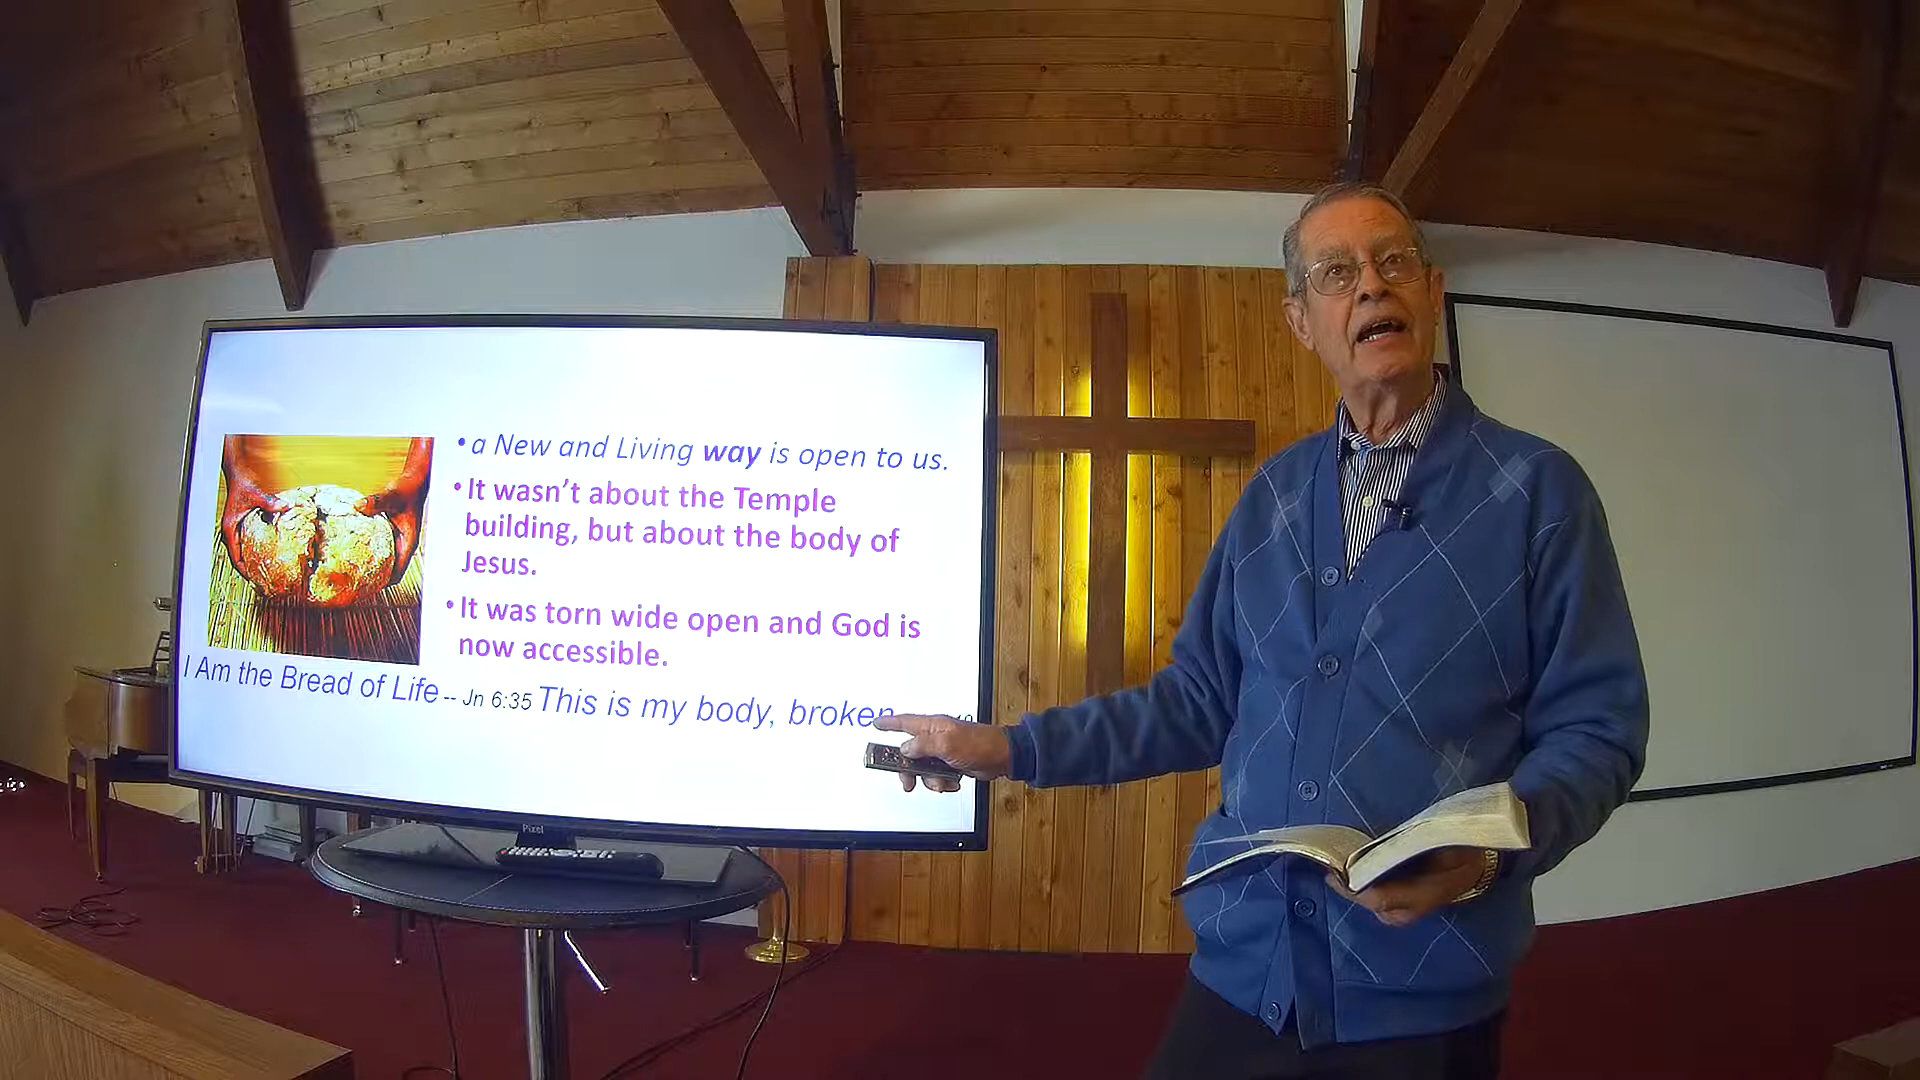 • a New and Living way is open to us.
• It wasn't about the Temple
building, but about the body of
Jesus.
• It was torn wide open and God is
now accessible.
I Am the Bread of Life -- Jn 6:35 This is my body, broken
Pixel